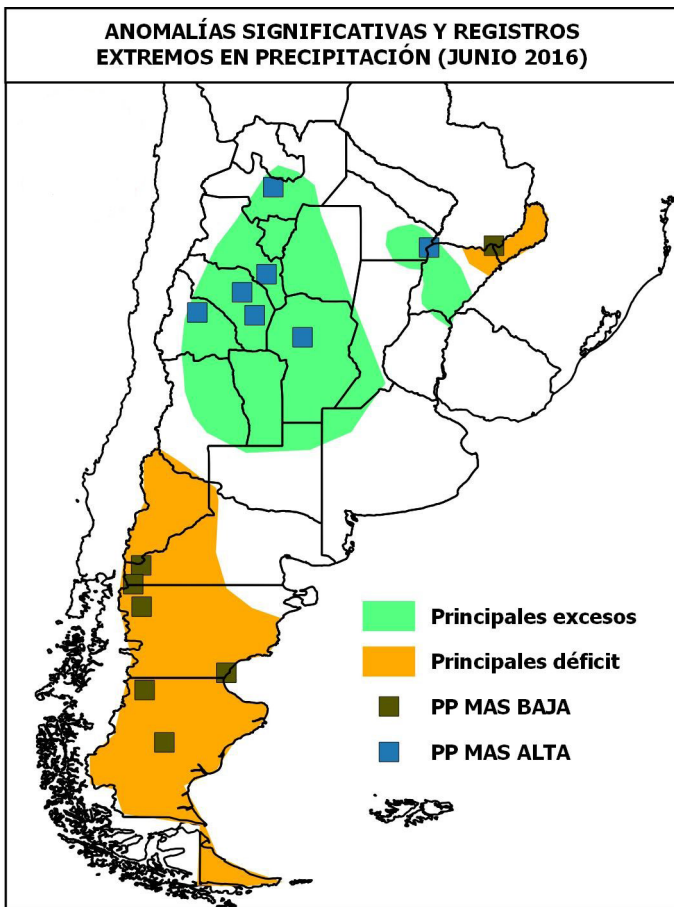 ANOMALÍAS SIGNIFICATIVAS Y REGISTROS
EXTREMOS EN PRECIPITACIÓN (JUNIO 2016)
Principales excesos
Principales déficit
PP MAS BAJA
PP MAS ALTA